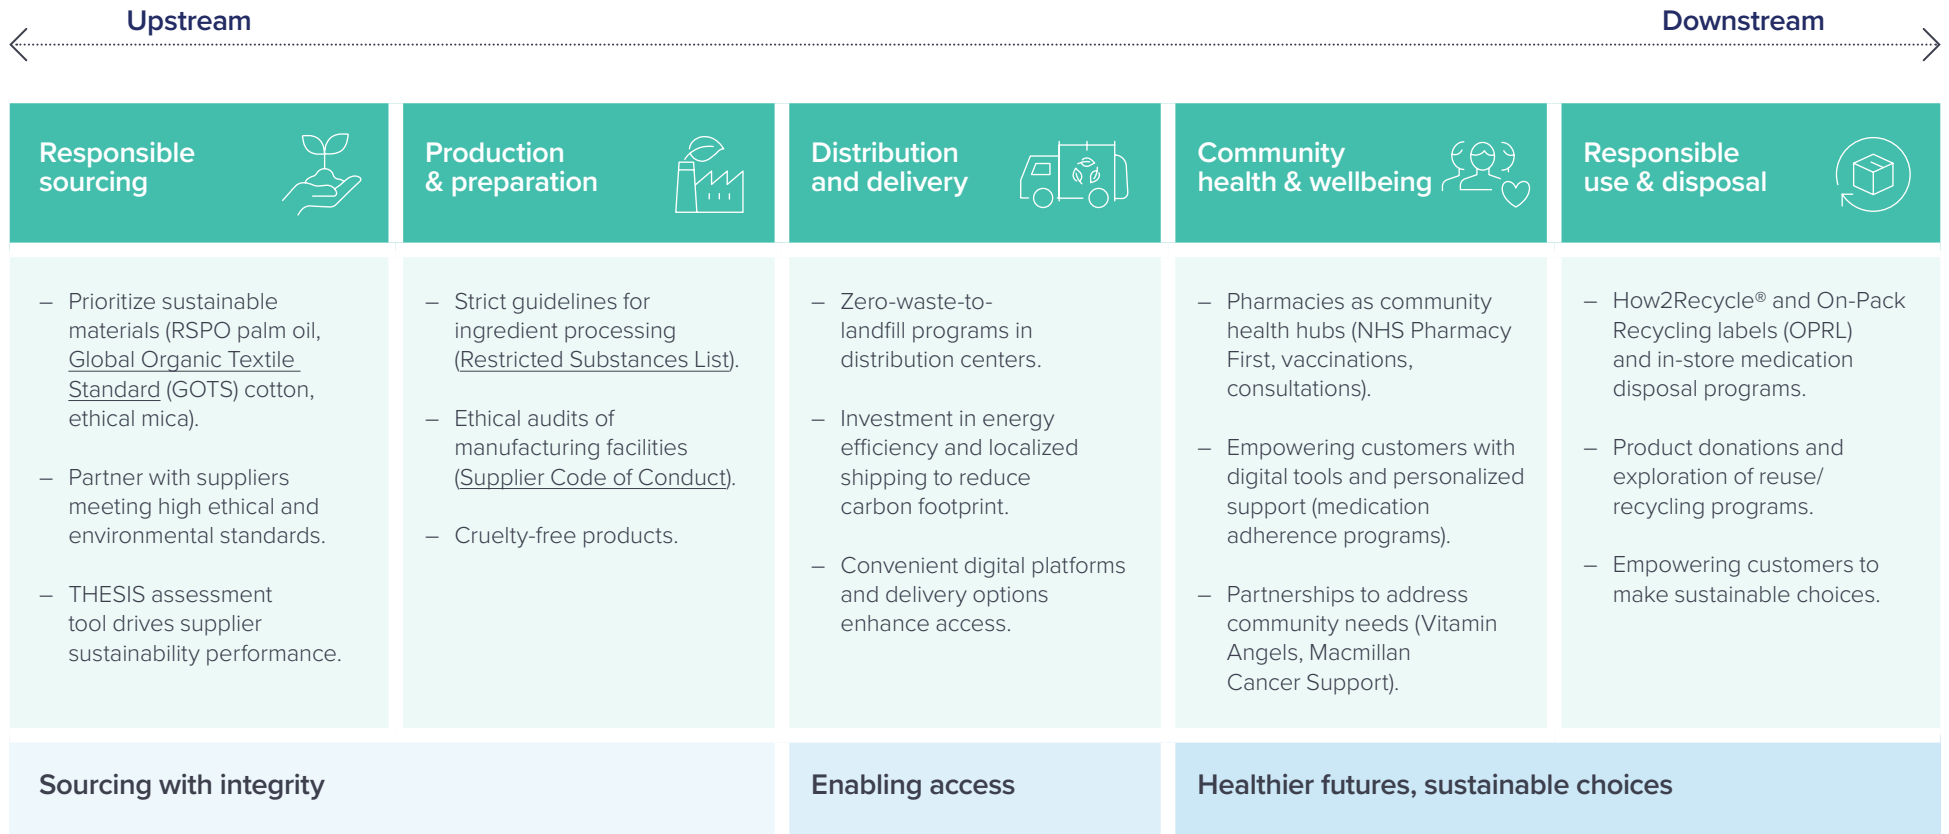 Upstream
Downstream
Responsible
sourcing
Production
& preparation
Distribution
and delivery
Community
health & wellbeing
Responsible
use & disposal
– Prioritize sustainable
materials (RSPO palm oil,
Global Organic Textile
Standard (GOTS) cotton,
ethical mica).
– Partner with suppliers
meeting high ethical and
environmental standards.
– THESIS assessment
tool drives supplier
sustainability performance.
– Strict guidelines for
ingredient processing
(Restricted Substances List).
– Ethical audits of
manufacturing facilities
(Supplier Code of Conduct).
– Cruelty-free products.
– Zero-waste-to-
landfill programs in
distribution centers.
– Investment in energy
efficiency and localized
shipping to reduce
carbon footprint.
– Convenient digital platforms
and delivery options
enhance access.
– Pharmacies as community
health hubs (NHS Pharmacy
First, vaccinations,
consultations).
– Empowering customers with
digital tools and personalized
support (medication
adherence programs).
– Partnerships to address
community needs (Vitamin
Angels, Macmillan
Cancer Support).
– How2Recycle® and On-Pack
Recycling labels (OPRL)
and in-store medication
disposal programs.
– Product donations and
exploration of reuse/
recycling programs.
– Empowering customers to
make sustainable choices.
Sourcing with integrity
Enabling access
Healthier futures, sustainable choices